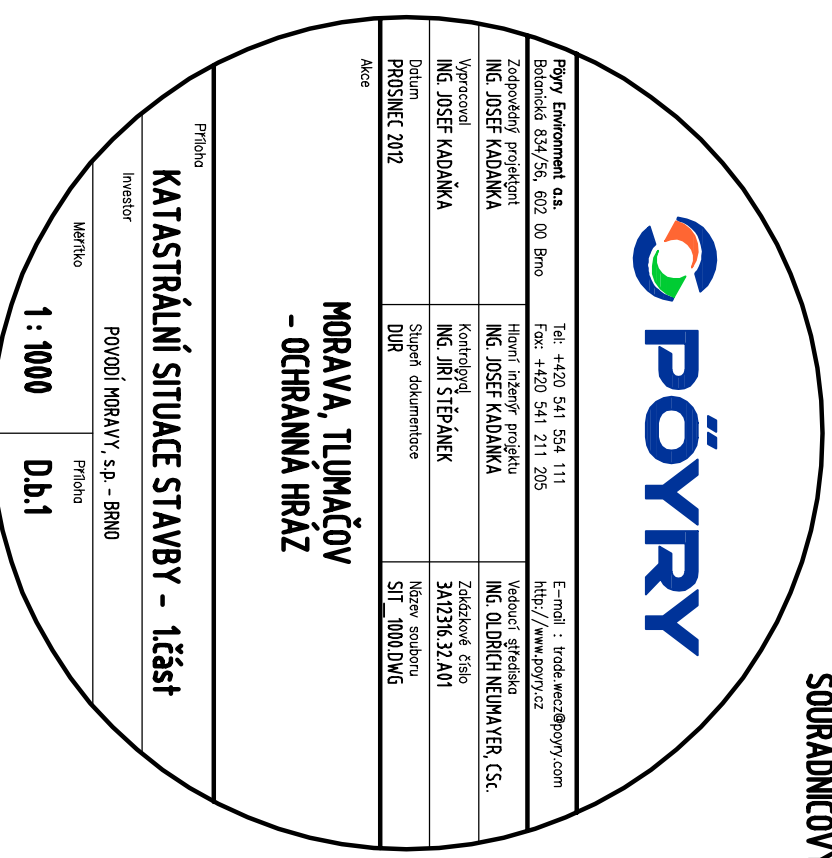 PÖYRY
Pöyry Environment a.s.
Botanická 834/56, 602 00 Brno
Tel: +420 541 554 111
Fax: +420 541 211 205
E-mail : trade.wecz@poyry.com
http://www.poyry.cz
Zodpovědný projektant
ING. JOSEF KADAŇKA
Hlavní inženýr projektu
ING. JOSEF KADAŇKA
Vedoucí střediska
ING. OLDŘICH NEUMAYER, CSc.
Vypracoval
ING. JOSEF KADAŇKA
Kontroloval
ING. JIŘÍ ŠTĚPÁNEK
Zakázkové číslo
3A12316.32.A01
Datum
PROSINEC 2012
Stupeň dokumentace
DUR
Název souboru
SIT_1000.DWG
Akce
MORAVA, TLUMAČOV
- OCHRANNÁ HRÁZ
Příloha
KATASTRÁLNÍ SITUACE STAVBY - 1.část
Investor
POVODÍ MORAVY, s.p. - BRNO
Měřítko
1 : 1000
Příloha
D.b.1